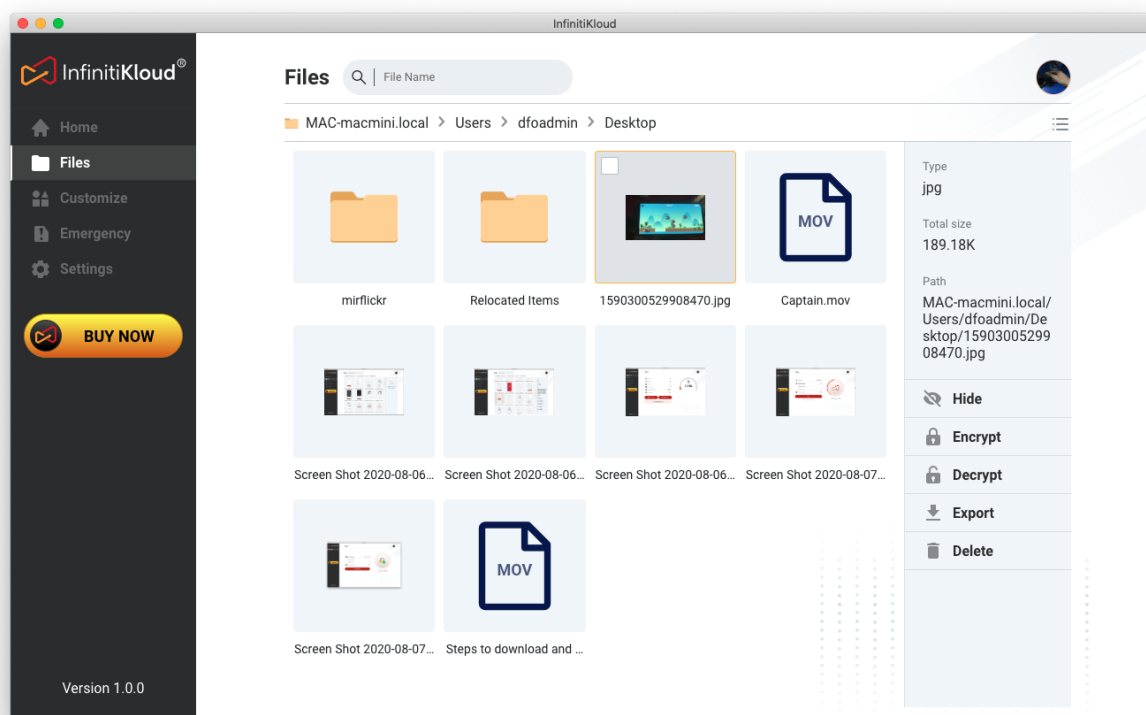 InfinitiKloud
InfinitiKloud®
Home
Files
Customize
Emergency
Settings
BUY NOW
Version 1.0.0
Files
File Name
MAC-macmini.local > Users > dfoadmin > Desktop
mirflickr
Relocated Items
1590300529908470.jpg
MOV
Captain.mov
Screen Shot 2020-08-06...
Screen Shot 2020-08-06...
Screen Shot 2020-08-06...
Screen Shot 2020-08-07...
Screen Shot 2020-08-07...
MOV
Steps to download and ...
Type
jpg
Total size
189.18K
Path
MAC-macmini.local/
Users/dfoadmin/De
sktop/15903005299
08470.jpg
Hide
Encrypt
Decrypt
Export
Delete